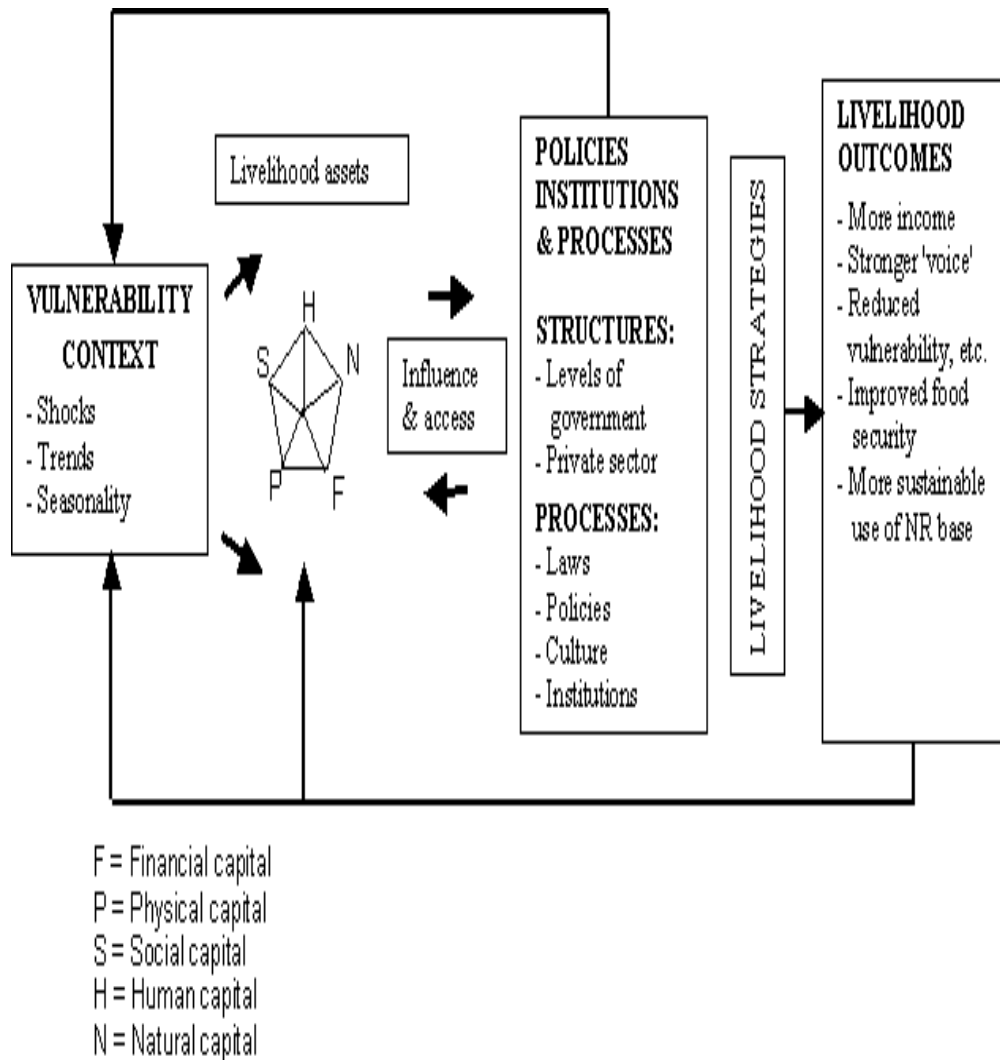 Livelihood assets
VULNERABILITY
CONTEXT
- Shocks
- Trends
- Seasonality
H
S
N
P
F
Influence
& access
POLICIES
INSTITUTIONS
& PROCESSES
STRUCTURES:
- Levels of
government
- Private sector
PROCESSES:
- Laws
- Policies
- Culture
- Institutions
LIVELIHOOD STRATEGIES
LIVELIHOOD
OUTCOMES
- More income
- Stronger 'voice'
- Reduced
vulnerability, etc.
- Improved food
security
- More sustainable
use of NR base
F = Financial capital
P = Physical capital
S = Social capital
H = Human capital
N = Natural capital